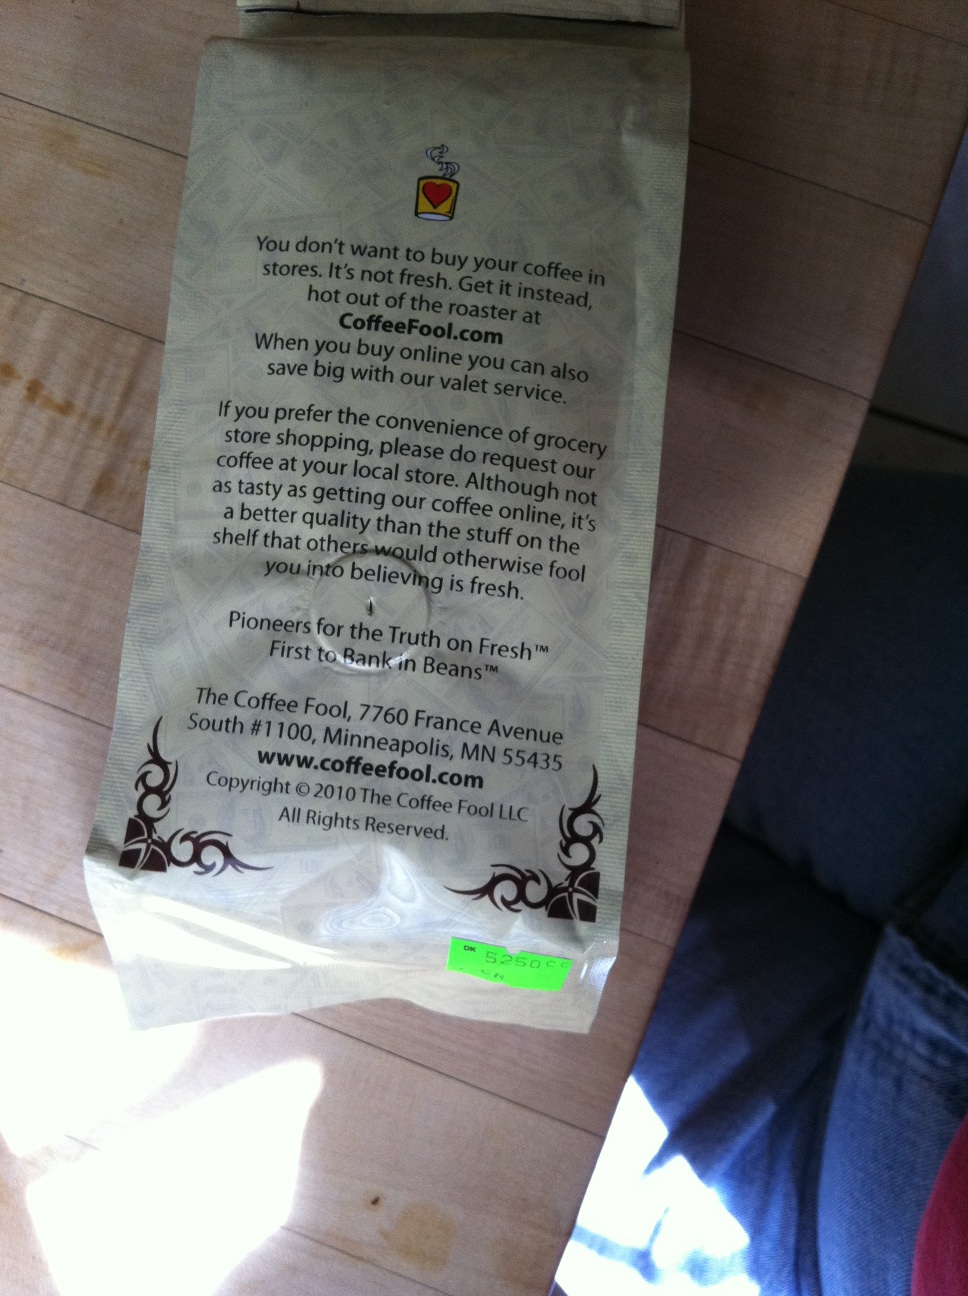 You don't want to buy your coffee in
stores. It's not fresh. Get it instead,
hot out of the roaster at
CoffeeFool.com
When you buy online you can also
save big with our valet service.
If you prefer the convenience of grocery
store shopping, please do request our
coffee at your local store. Although not
as tasty as getting our coffee online, it's
a better quality than the stuff on the
shelf that others would otherwise fool
you into believing is fresh.
Pioneers for the Truth on Fresh™
First to Bank in Beans™
The Coffee Fool, 7760 France Avenue
South #1100, Minneapolis, MN 55435
www.coffeefool.com
Copyright © 2010 The Coffee Fool LLC
All Rights Reserved.
DK 5250